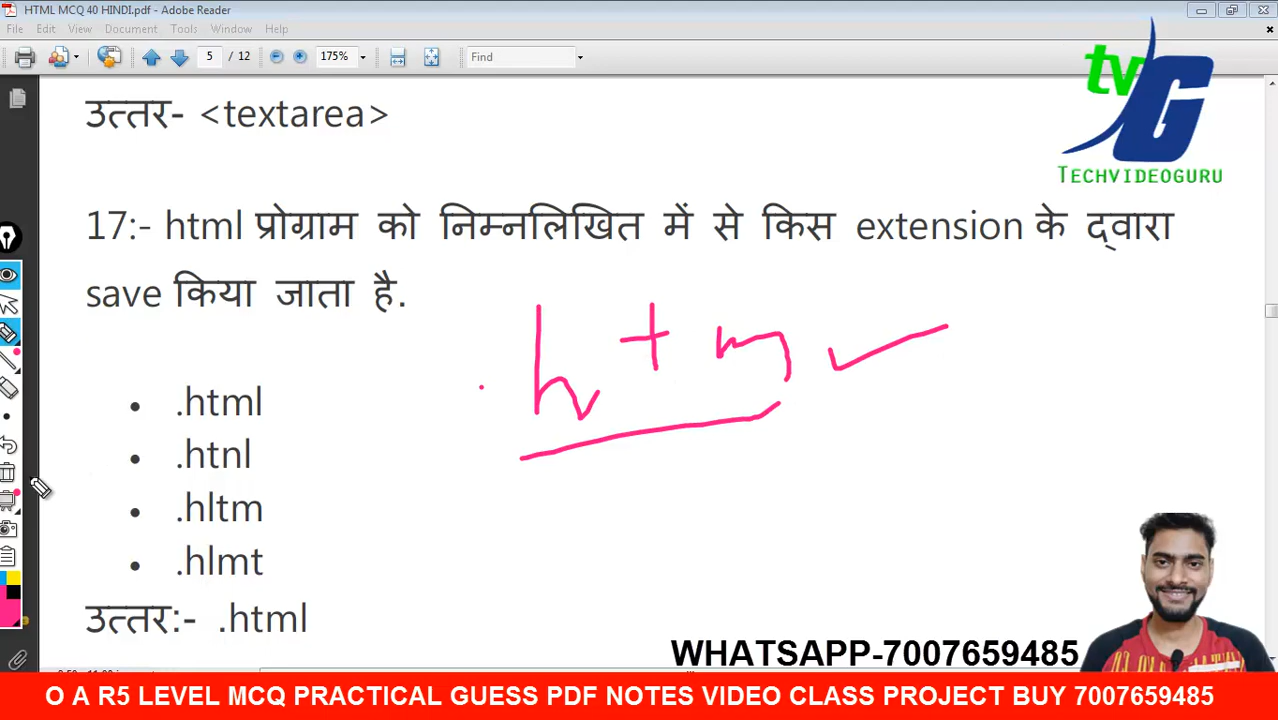 HTML MCQ 40 HINDI.pdf - Adobe Reader
File Edit View Document Tools Window Help
5 / 12 175% Find
tv G
TECHVIDEOGURU
उत्तर- <textarea>
17:- html प्रोग्राम को निम्नलिखित में से किस extension के द्वारा
save किया जाता है.
.htm
.html
.htnl
.hltm
.hlmt
उत्तर:- .html
WHATSAPP-7007659485
O A R5 LEVEL MCQ PRACTICAL GUESS PDF NOTES VIDEO CLASS PROJECT BUY 7007659485